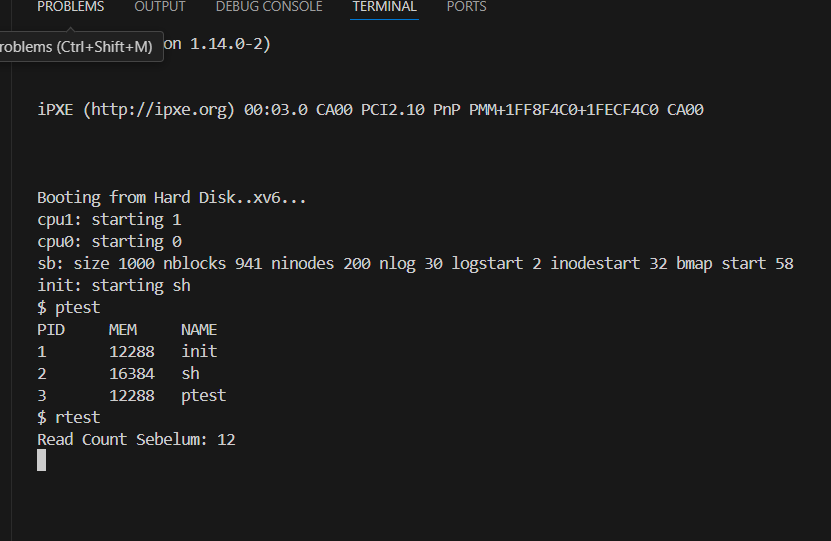 PROBLEMS OUTPUT DEBUG CONSOLE TERMINAL PORTS
roblems (Ctrl+Shift+M) on 1.14.0-2)
iPXE (http://ipxe.org) 00:03.0 CA00 PCI2.10 PnP PMM+1FF8F4C0+1FECF4C0 CA00
Booting from Hard Disk..xv6...
cpu1: starting 1
cpu0: starting 0
sb: size 1000 nblocks 941 ninodes 200 nlog 30 logstart 2 inodestart 32 bmap start 58
init: starting sh
$ ptest
PID MEM NAME
1 12288 init
2 16384 sh
3 12288 ptest
$ rtest
Read Count Sebelum: 12